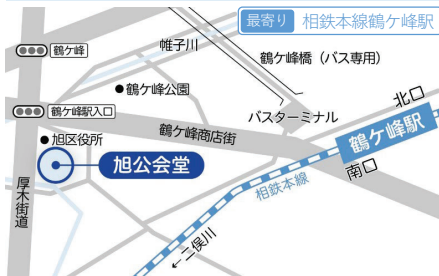 最寄り 相鉄本線鶴ケ峰駅
鶴ケ峰
帷子川
鶴ケ峰橋（バス専用）
鶴ケ峰公園
北口
鶴ケ峰駅入口
バスターミナル
鶴ケ峰商店街
鶴ケ峰駅
旭区役所
旭公会堂
南口
相鉄本線
厚木街道
←二俣川